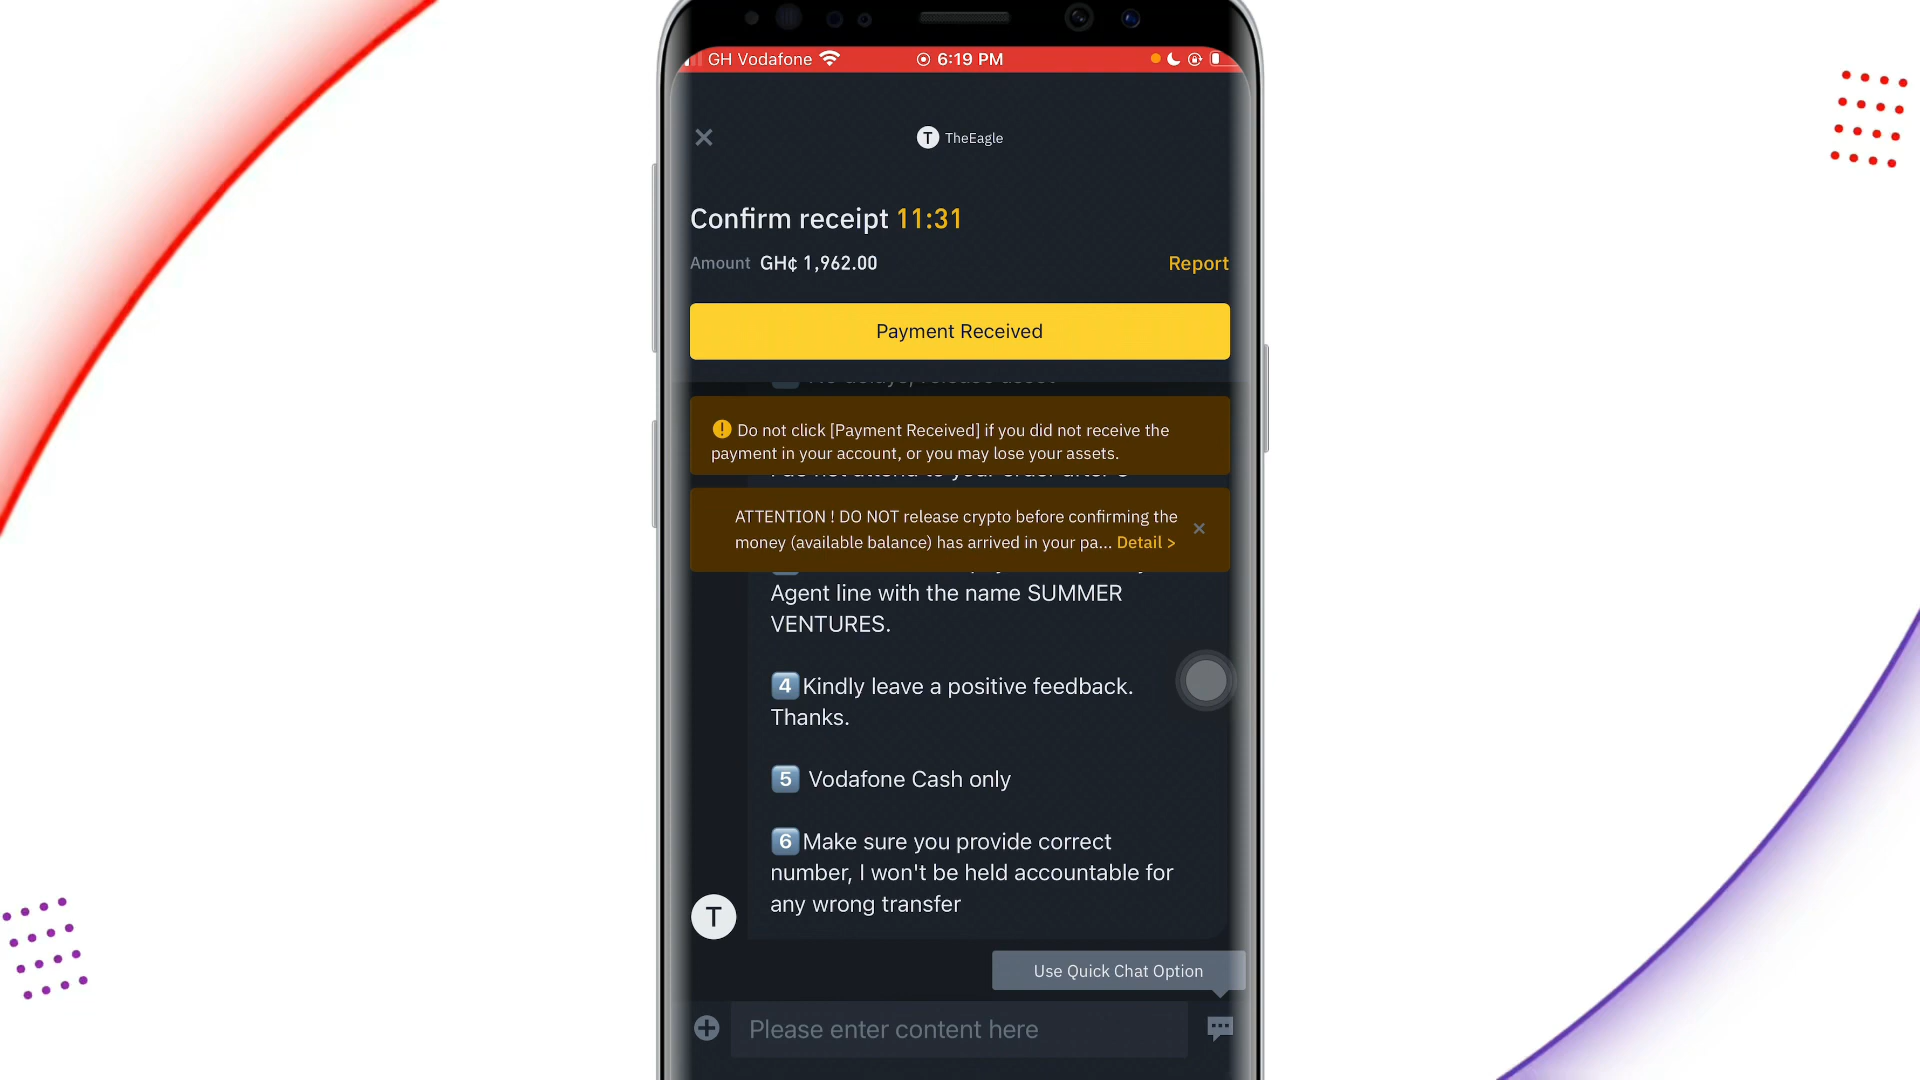 GH Vodafone
6:19 PM
T TheEagle
Confirm receipt 11:31
Amount GH¢ 1,962.00
Report
Payment Received
Do not click [Payment Received] if you did not receive the
payment in your account, or you may lose your assets.
ATTENTION ! DO NOT release crypto before confirming the
money (available balance) has arrived in your pa... Detail >
Agent line with the name SUMMER
VENTURES.
4 Kindly leave a positive feedback.
Thanks.
5 Vodafone Cash only
6 Make sure you provide correct
number, I won't be held accountable for
any wrong transfer
T
Use Quick Chat Option
Please enter content here